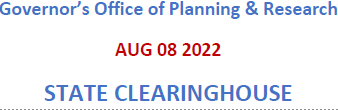 Governor’s Office of Planning & Research
AUG 08 2022
STATE CLEARINGHOUSE